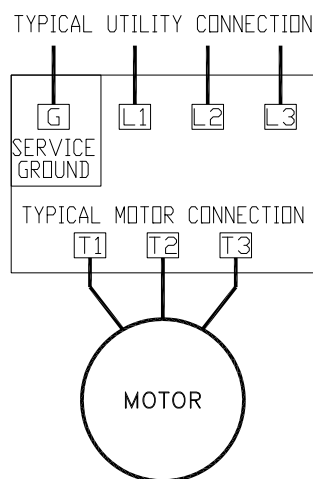 TYPICAL UTILITY CONNECTION
G L1 L2 L3
SERVICE
GROUND
TYPICAL MOTOR CONNECTION
T1 T2 T3
MOTOR